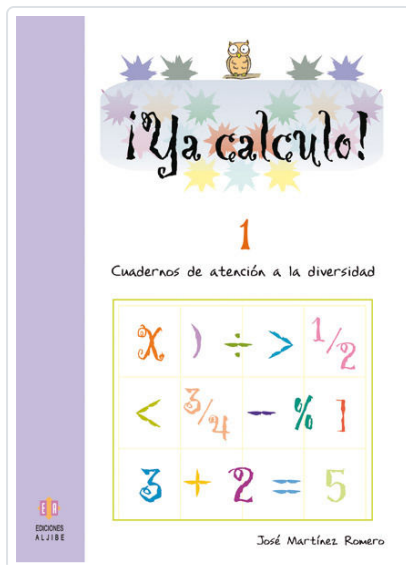 ¡Ya calculo!
1
Cuadernos de atención a la diversidad
X ) ÷ > 1/2
< 3/4 - % ]
3 + 2 = 5
EDICIONES
ALJIBE
José Martínez Romero